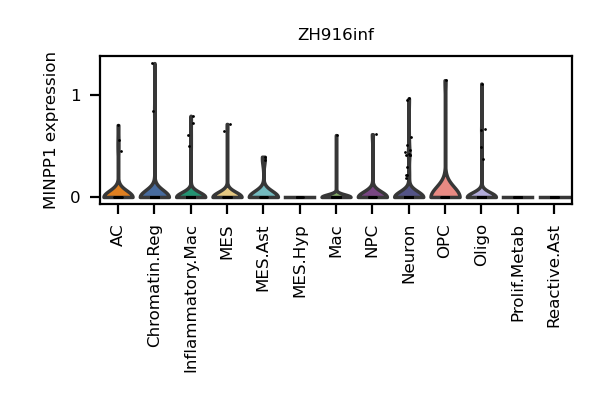 ZH916inf
MINPP1 expression
1
0
AC
Chromatin.Reg
Inflammatory.Mac
MES
MES.Ast
MES.Hyp
Mac
NPC
Neuron
OPC
Oligo
Prolif.Metab
Reactive.Ast